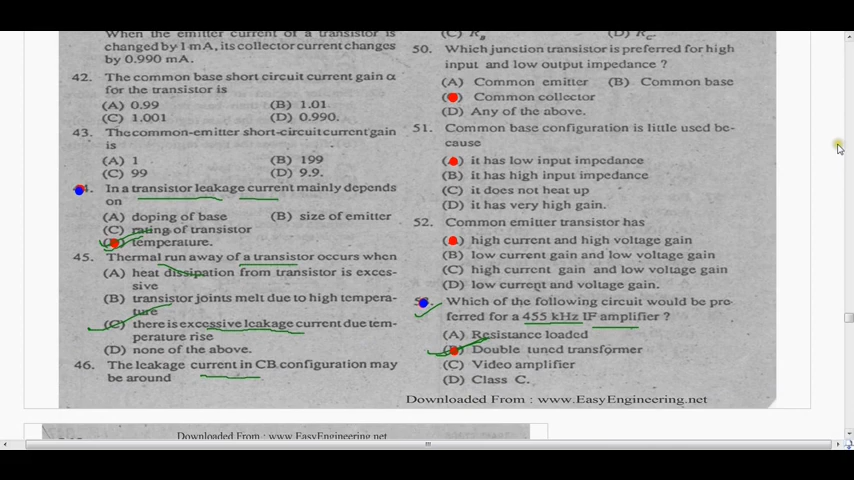 When the emitter current of a transistor is
changed by 1 mA, its collector current changes
by 0.990 mA.
42. The common base short circuit current gain α
for the transistor is
(A) 0.99 (B) 1.01
(C) 1.001 (D) 0.990.
43. The common-emitter short-circuit current gain
is
(A) 1 (B) 199
(C) 99 (D) 9.9.
In a transistor leakage current mainly depends
on
(A) doping of base (B) size of emitter
(C) rating of transistor
temperature.
45. Thermal run away of a transistor occurs when
(A) heat dissipation from transistor is exces-
sive
(B) transistor joints melt due to high tempera-
ture
(C) there is excessive leakage current due tem-
perature rise
(D) none of the above.
46. The leakage current in CB configuration may
be around
(C) R_B (D) R_C.
50. Which junction transistor is preferred for high
input and low output impedance ?
(A) Common emitter (B) Common base
Common collector
(D) Any of the above.
51. Common base configuration is little used be-
cause
it has low input impedance
(B) it has high input impedance
(C) it does not heat up
(D) it has very high gain.
52. Common emitter transistor has
high current and high voltage gain
(B) low current gain and low voltage gain
(C) high current gain and low voltage gain
(D) low current and voltage gain.
Which of the following circuit would be pre-
ferred for a 455 kHz IF amplifier ?
(A) Resistance loaded
Double tuned transformer
(C) Video amplifier
(D) Class C.
Downloaded From : www.EasyEngineering.net
Downloaded From : www.EasyEngineering.net